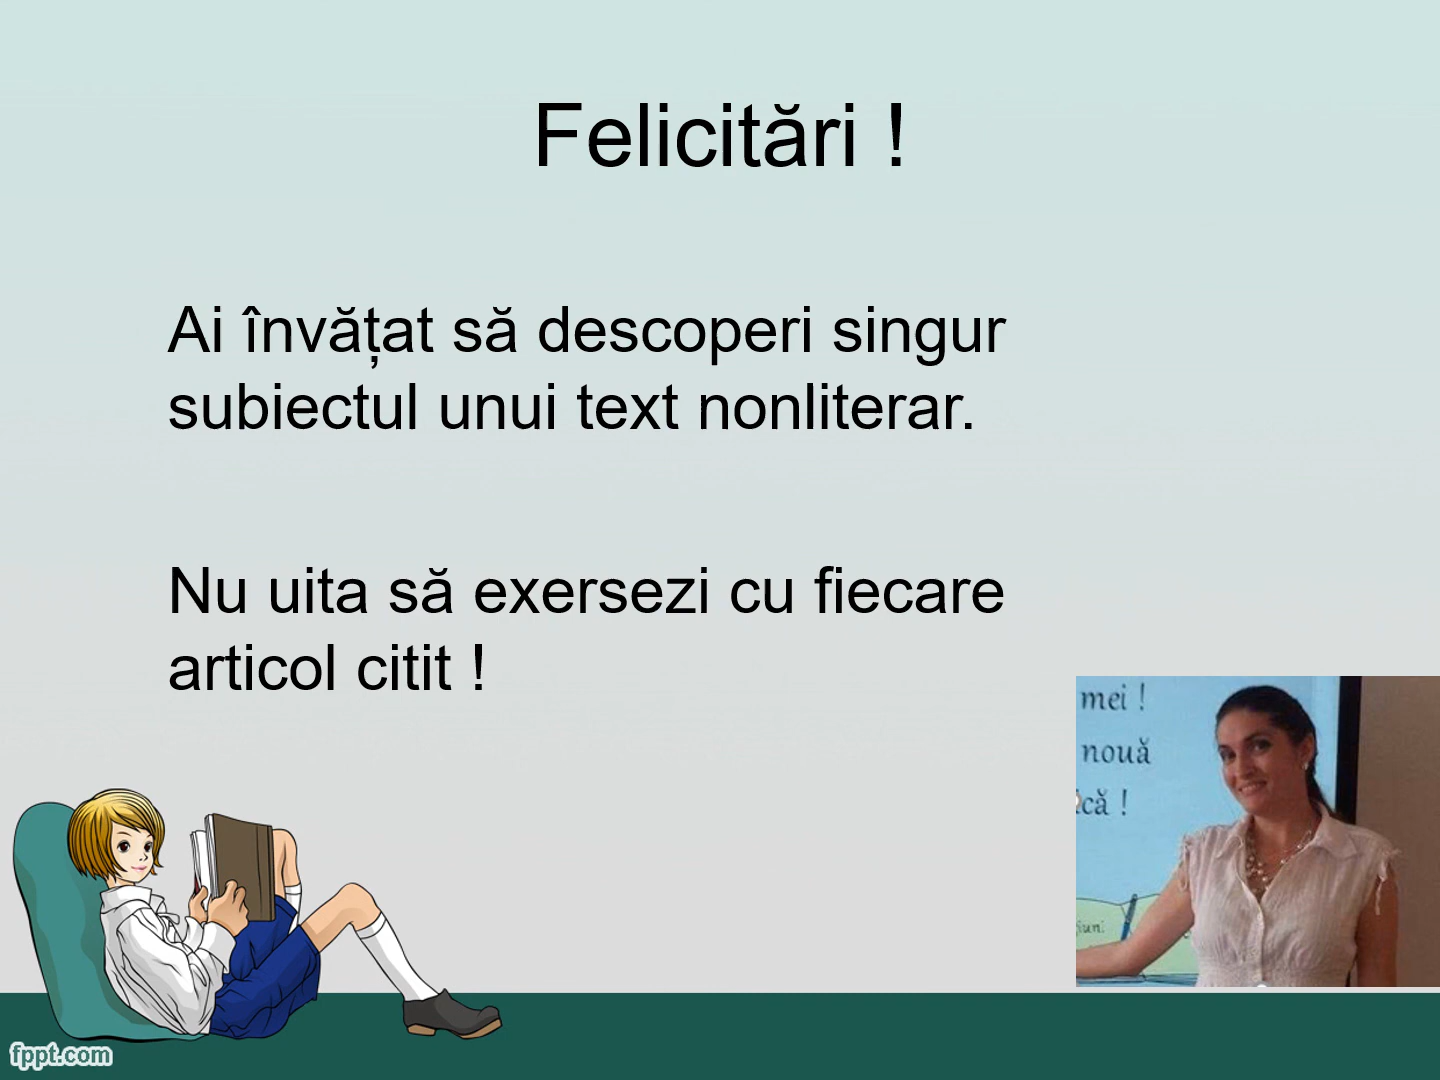 Felicitări !
Ai învățat să descoperi singur
subiectul unui text nonliterar.
Nu uita să exersezi cu fiecare
articol citit !
mei !
nouă
că !
fppt.com